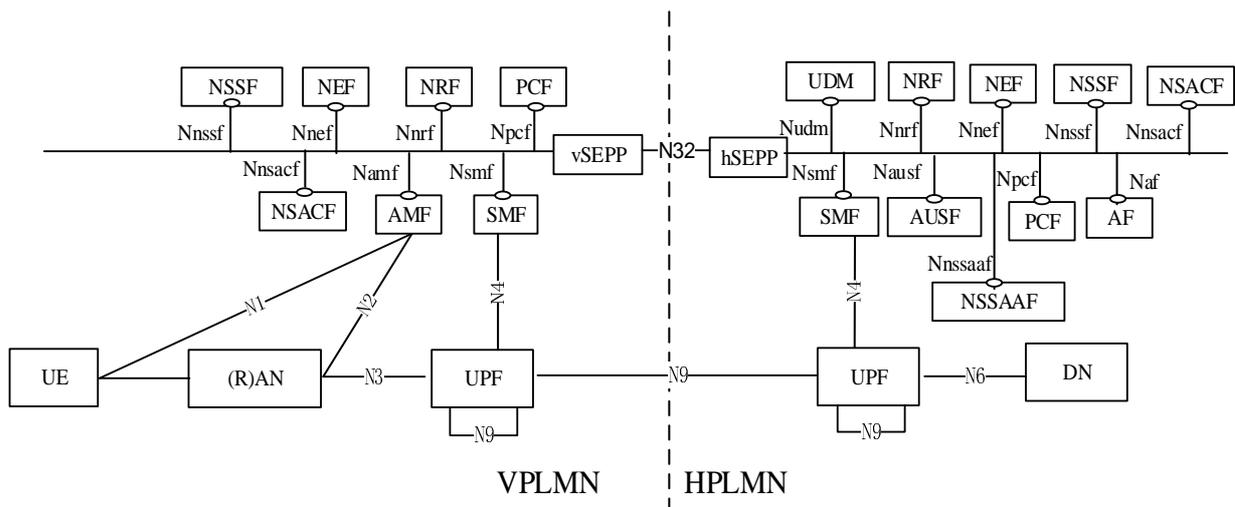 NSSF NEF NRF PCF UDM NRF NEF NSSF NSACF
Nnssf Nnef Nnrf Npcf Nudm Nnrf Nnef Nnssf Nnsacf
vSEPP N32 hSEPP
Nnsacf Namf Nsmf Nsmf Nausf Npcf Naf
NSACF AMF SMF SMF AUSF PCF AF
Nnssaaf
NSSAAF
N1 N2 N4 N4
UE (R)AN N3 UPF N9 UPF N6 DN
N9 N9
VPLMN HPLMN